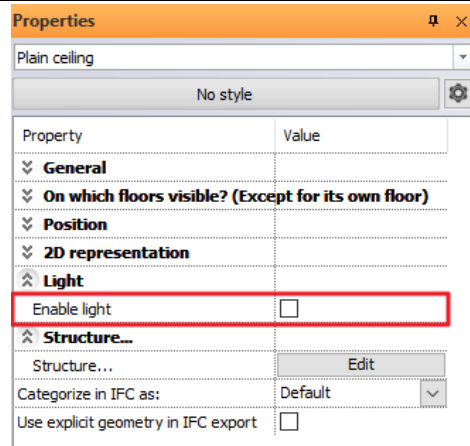 Properties
Plain ceiling
No style
Property Value
General
On which floors visible? (Except for its own floor)
Position
2D representation
Light
Enable light
Structure...
Structure... Edit
Categorize in IFC as: Default
Use explicit geometry in IFC export